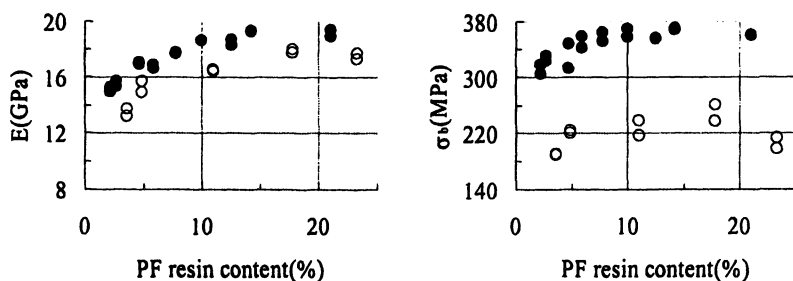 20
16
12
8
E(GPa)
0 10 20
PF resin content(%)
380
300
220
140
σb(MPa)
0 10 20
PF resin content(%)